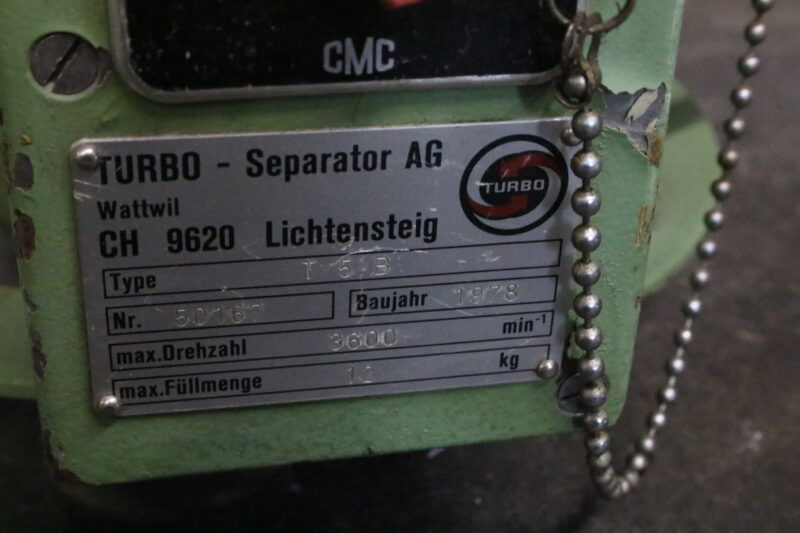 CMC
TURBO - Separator AG
TURBO
Wattwil
CH 9620 Lichtensteig
Type T 5 B
Nr. 50167 Baujahr 1978
max.Drehzahl 3600 min-1
max.Füllmenge 12 kg